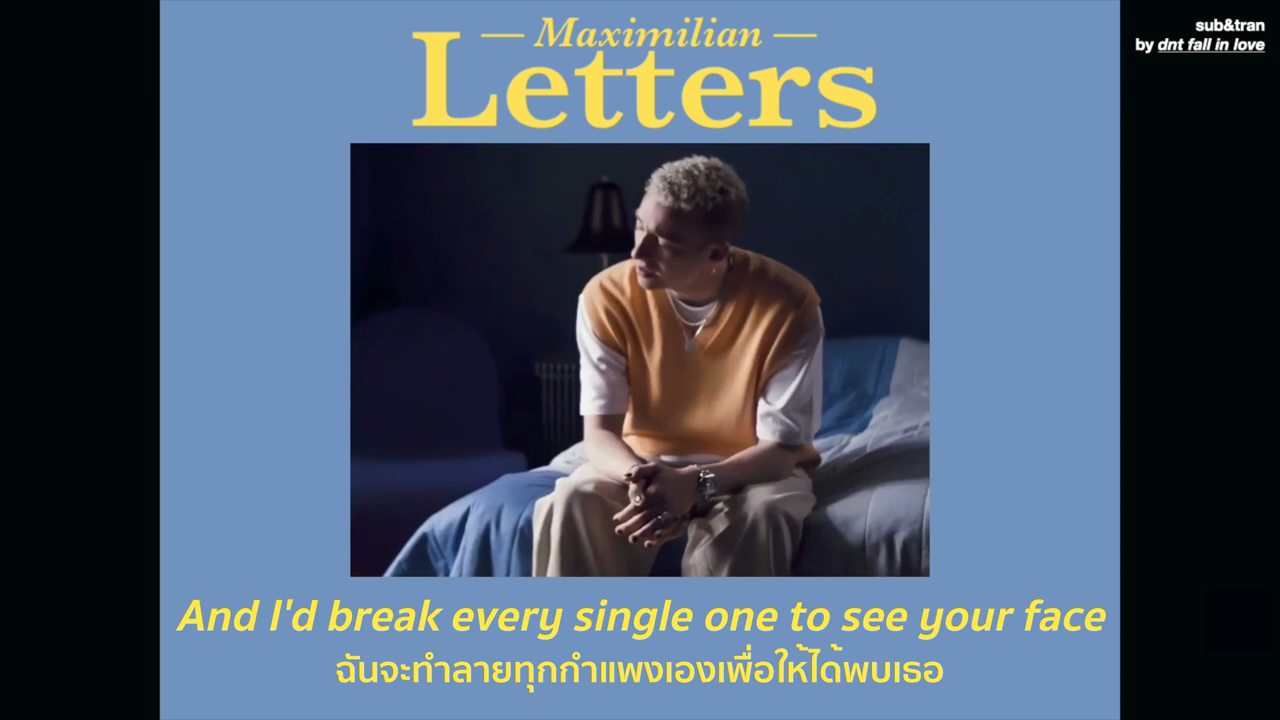 — Maximilian —
Letters
sub&tran
by dnt fall in love
And I'd break every single one to see your face
ฉันจะทำลายทุกกำแพงเองเพื่อให้ได้พบเธอ